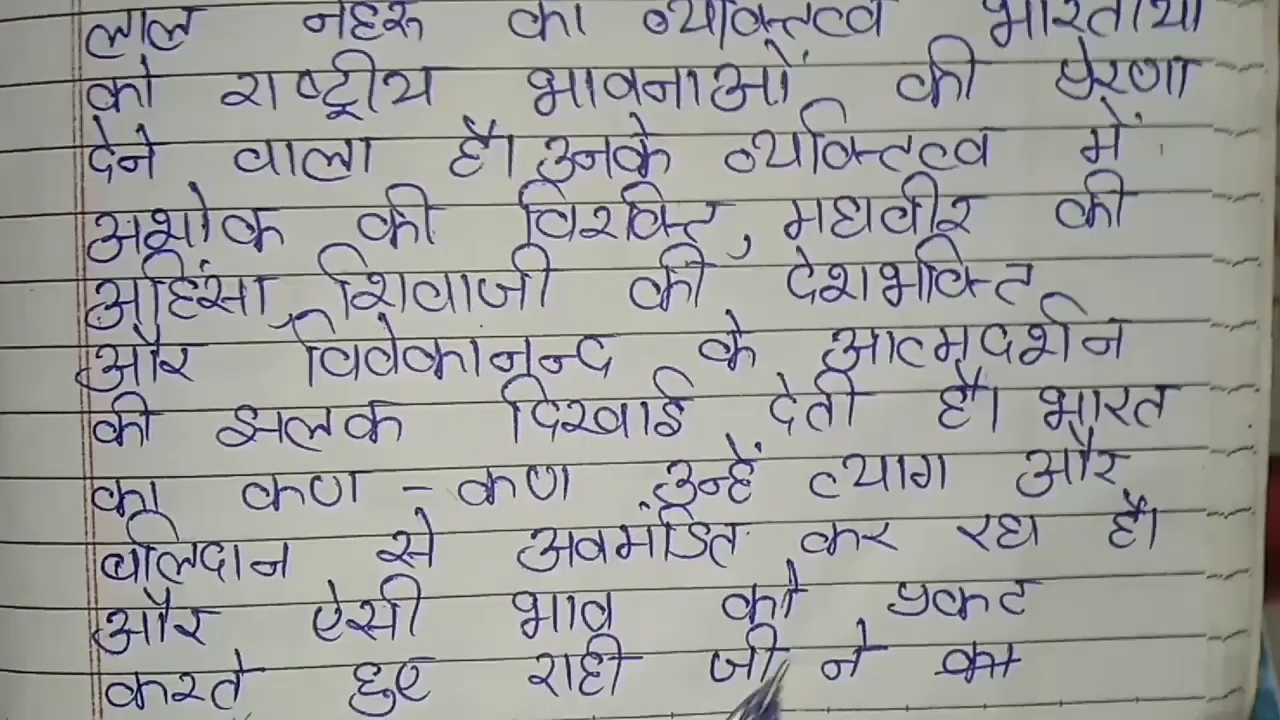 लाल नेहरू का व्यक्तित्व भारतीयों
को राष्ट्रीय भावनाओं की प्रेरणा
देने वाला है। उनके व्यक्तित्व में
अशोक की विरक्ति, महावीर की
अहिंसा, शिवाजी की देशभक्ति
और विवेकानन्द के आत्मदर्शन
की झलक दिखाई देती है। भारत
का कण - कण उन्हें त्याग और
बलिदान से अवमंडित कर रहा है।
और ऐसी भाव को प्रकट
करते हुए राही जी ने का